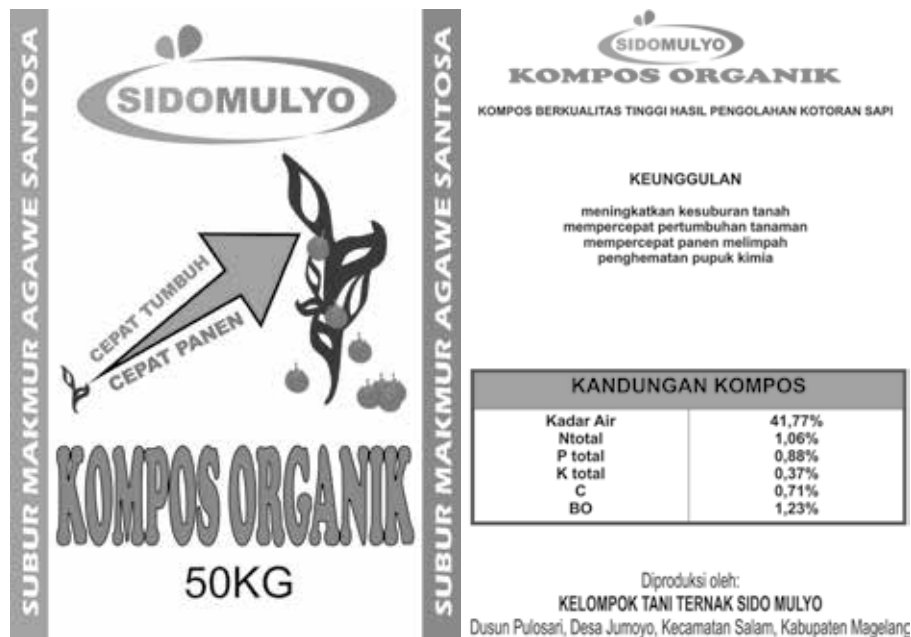 SUBUR MAKMUR AGAWE SANTOSA
SIDOMULYO
CEPAT TUMBUH
CEPAT PANEN
KOMPOS ORGANIK
50KG
SUBUR MAKMUR AGAWE SANTOSA
SIDOMULYO
KOMPOS ORGANIK
KOMPOS BERKUALITAS TINGGI HASIL PENGOLAHAN KOTORAN SAPI
KEUNGGULAN
meningkatkan kesuburan tanah
mempercepat pertumbuhan tanaman
mempercepat panen melimpah
penghematan pupuk kimia
KANDUNGAN KOMPOS
Kadar Air 41,77%
Ntotal 1,06%
P total 0,88%
K total 0,37%
C 0,71%
BO 1,23%
Diproduksi oleh:
KELOMPOK TANI TERNAK SIDO MULYO
Dusun Pulosari, Desa Jumoyo, Kecamatan Salam, Kabupaten Magelang